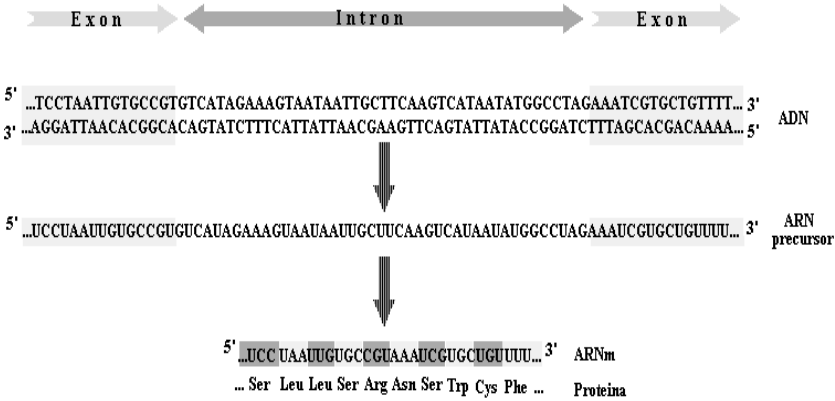 Exon Intron Exon
5' ...TCCTAATTGTGCCGTGTCATAGAAAGTAATAATTGCTTCAAGTCATAATATGGCCTAGAAATCGTGCTGTTTT... 3'
3' ...AGGATTAACACGGCACAGTATCTTTCATTATTAACGAAGTTCAGTATTATACCGGATCTTTAGCACGACAAAA... 5'
ADN
5' ...UCCUAAUUGUGCCGUGUCAUAGAAAGUAAUAAUUGCUUCAAGUCAUAAUAUGGCCUAGAAAUCGUGCUGUUUU... 3'
ARN
precursor
5' ...UCC UAAUUGUGCCGUAAAUCGUGCUGUUUU... 3' ARNm
... Ser Leu Leu Ser Arg Asn Ser Trp Cys Phe ... Proteina